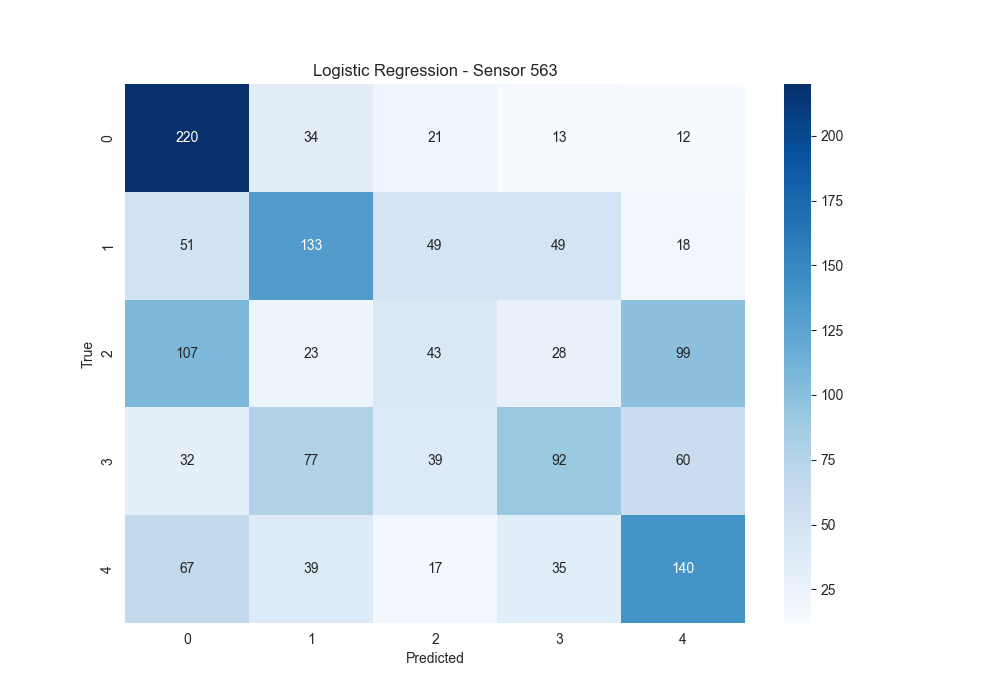 Logistic Regression - Sensor 563
0 220 34 21 13 12
1 51 133 49 49 18
2 107 23 43 28 99
3 32 77 39 92 60
4 67 39 17 35 140
0 1 2 3 4
Predicted
True
200
175
150
125
100
75
50
25